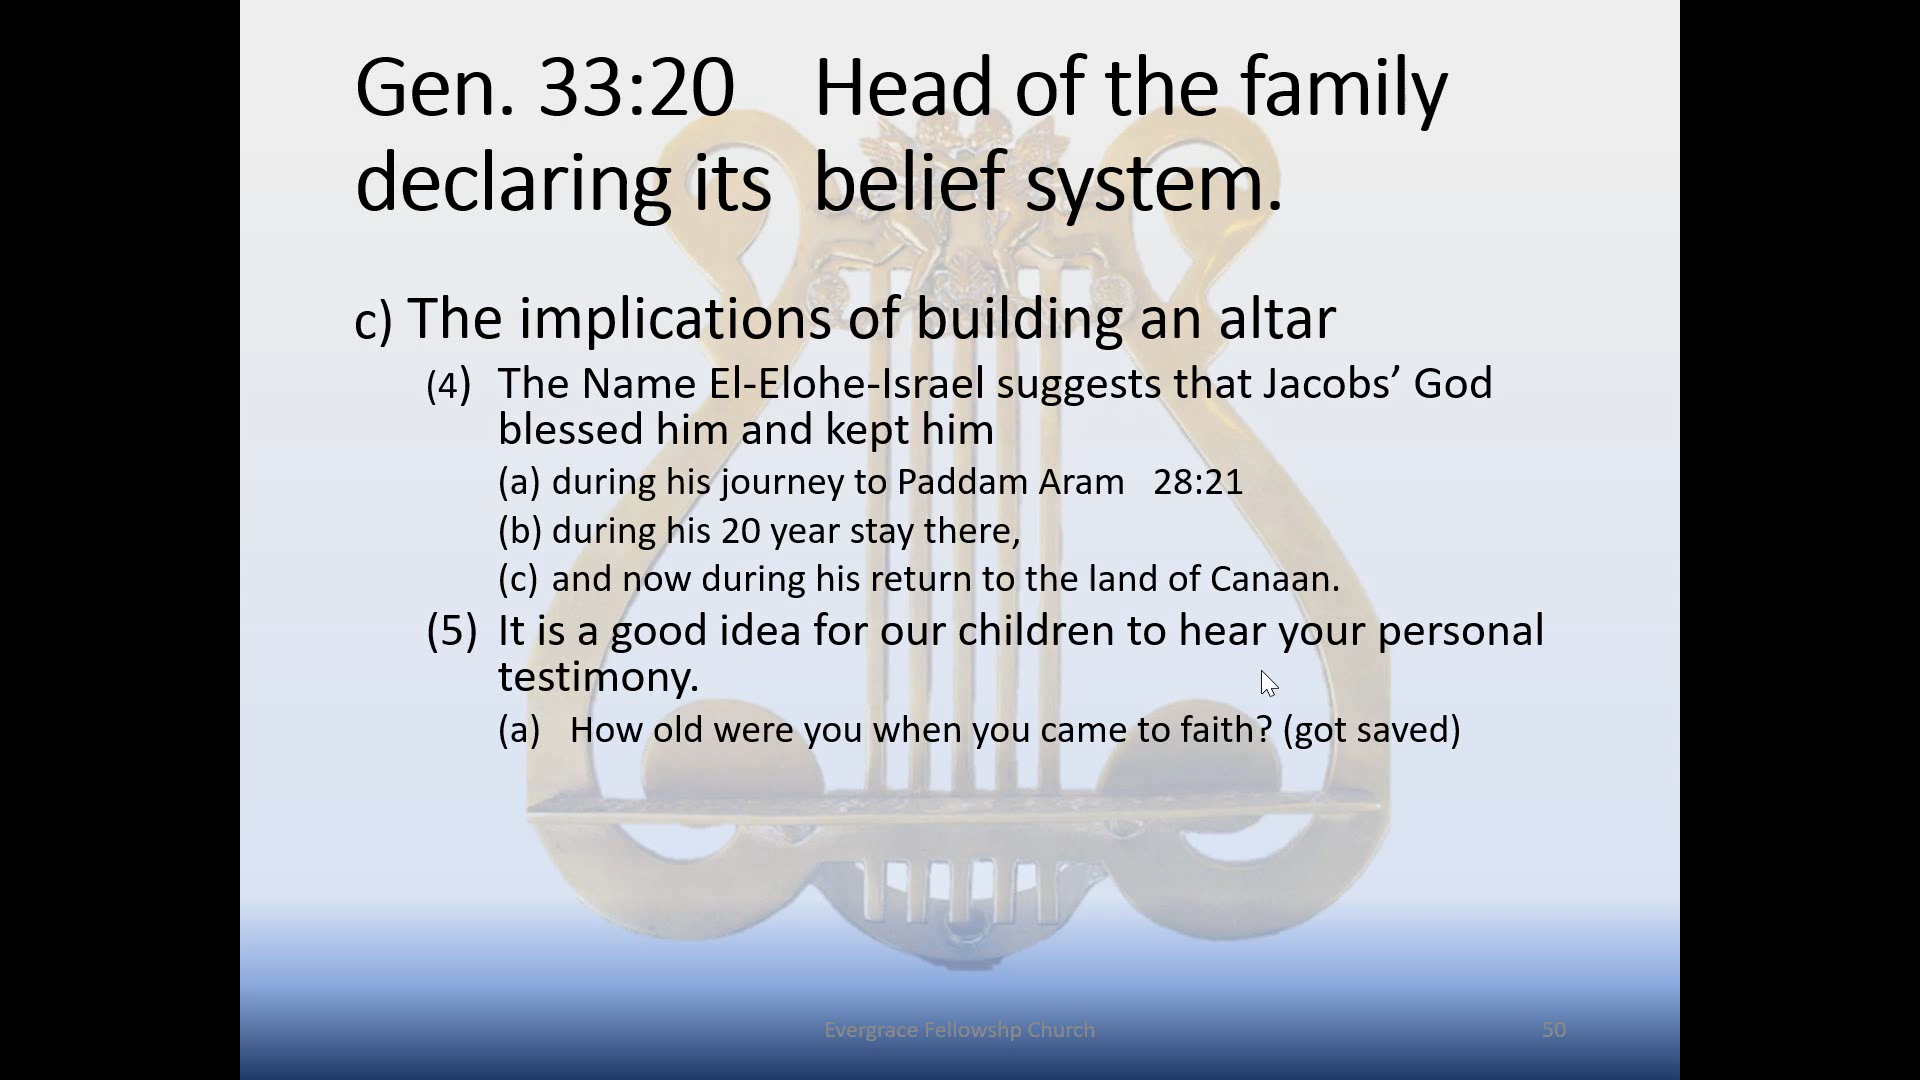 Gen. 33:20 Head of the family
declaring its belief system.
c) The implications of building an altar
(4) The Name El-Elohe-Israel suggests that Jacobs’ God
blessed him and kept him
(a) during his journey to Paddam Aram 28:21
(b) during his 20 year stay there,
(c) and now during his return to the land of Canaan.
(5) It is a good idea for our children to hear your personal
testimony.
(a) How old were you when you came to faith? (got saved)
Evergrace Fellowshp Church 50